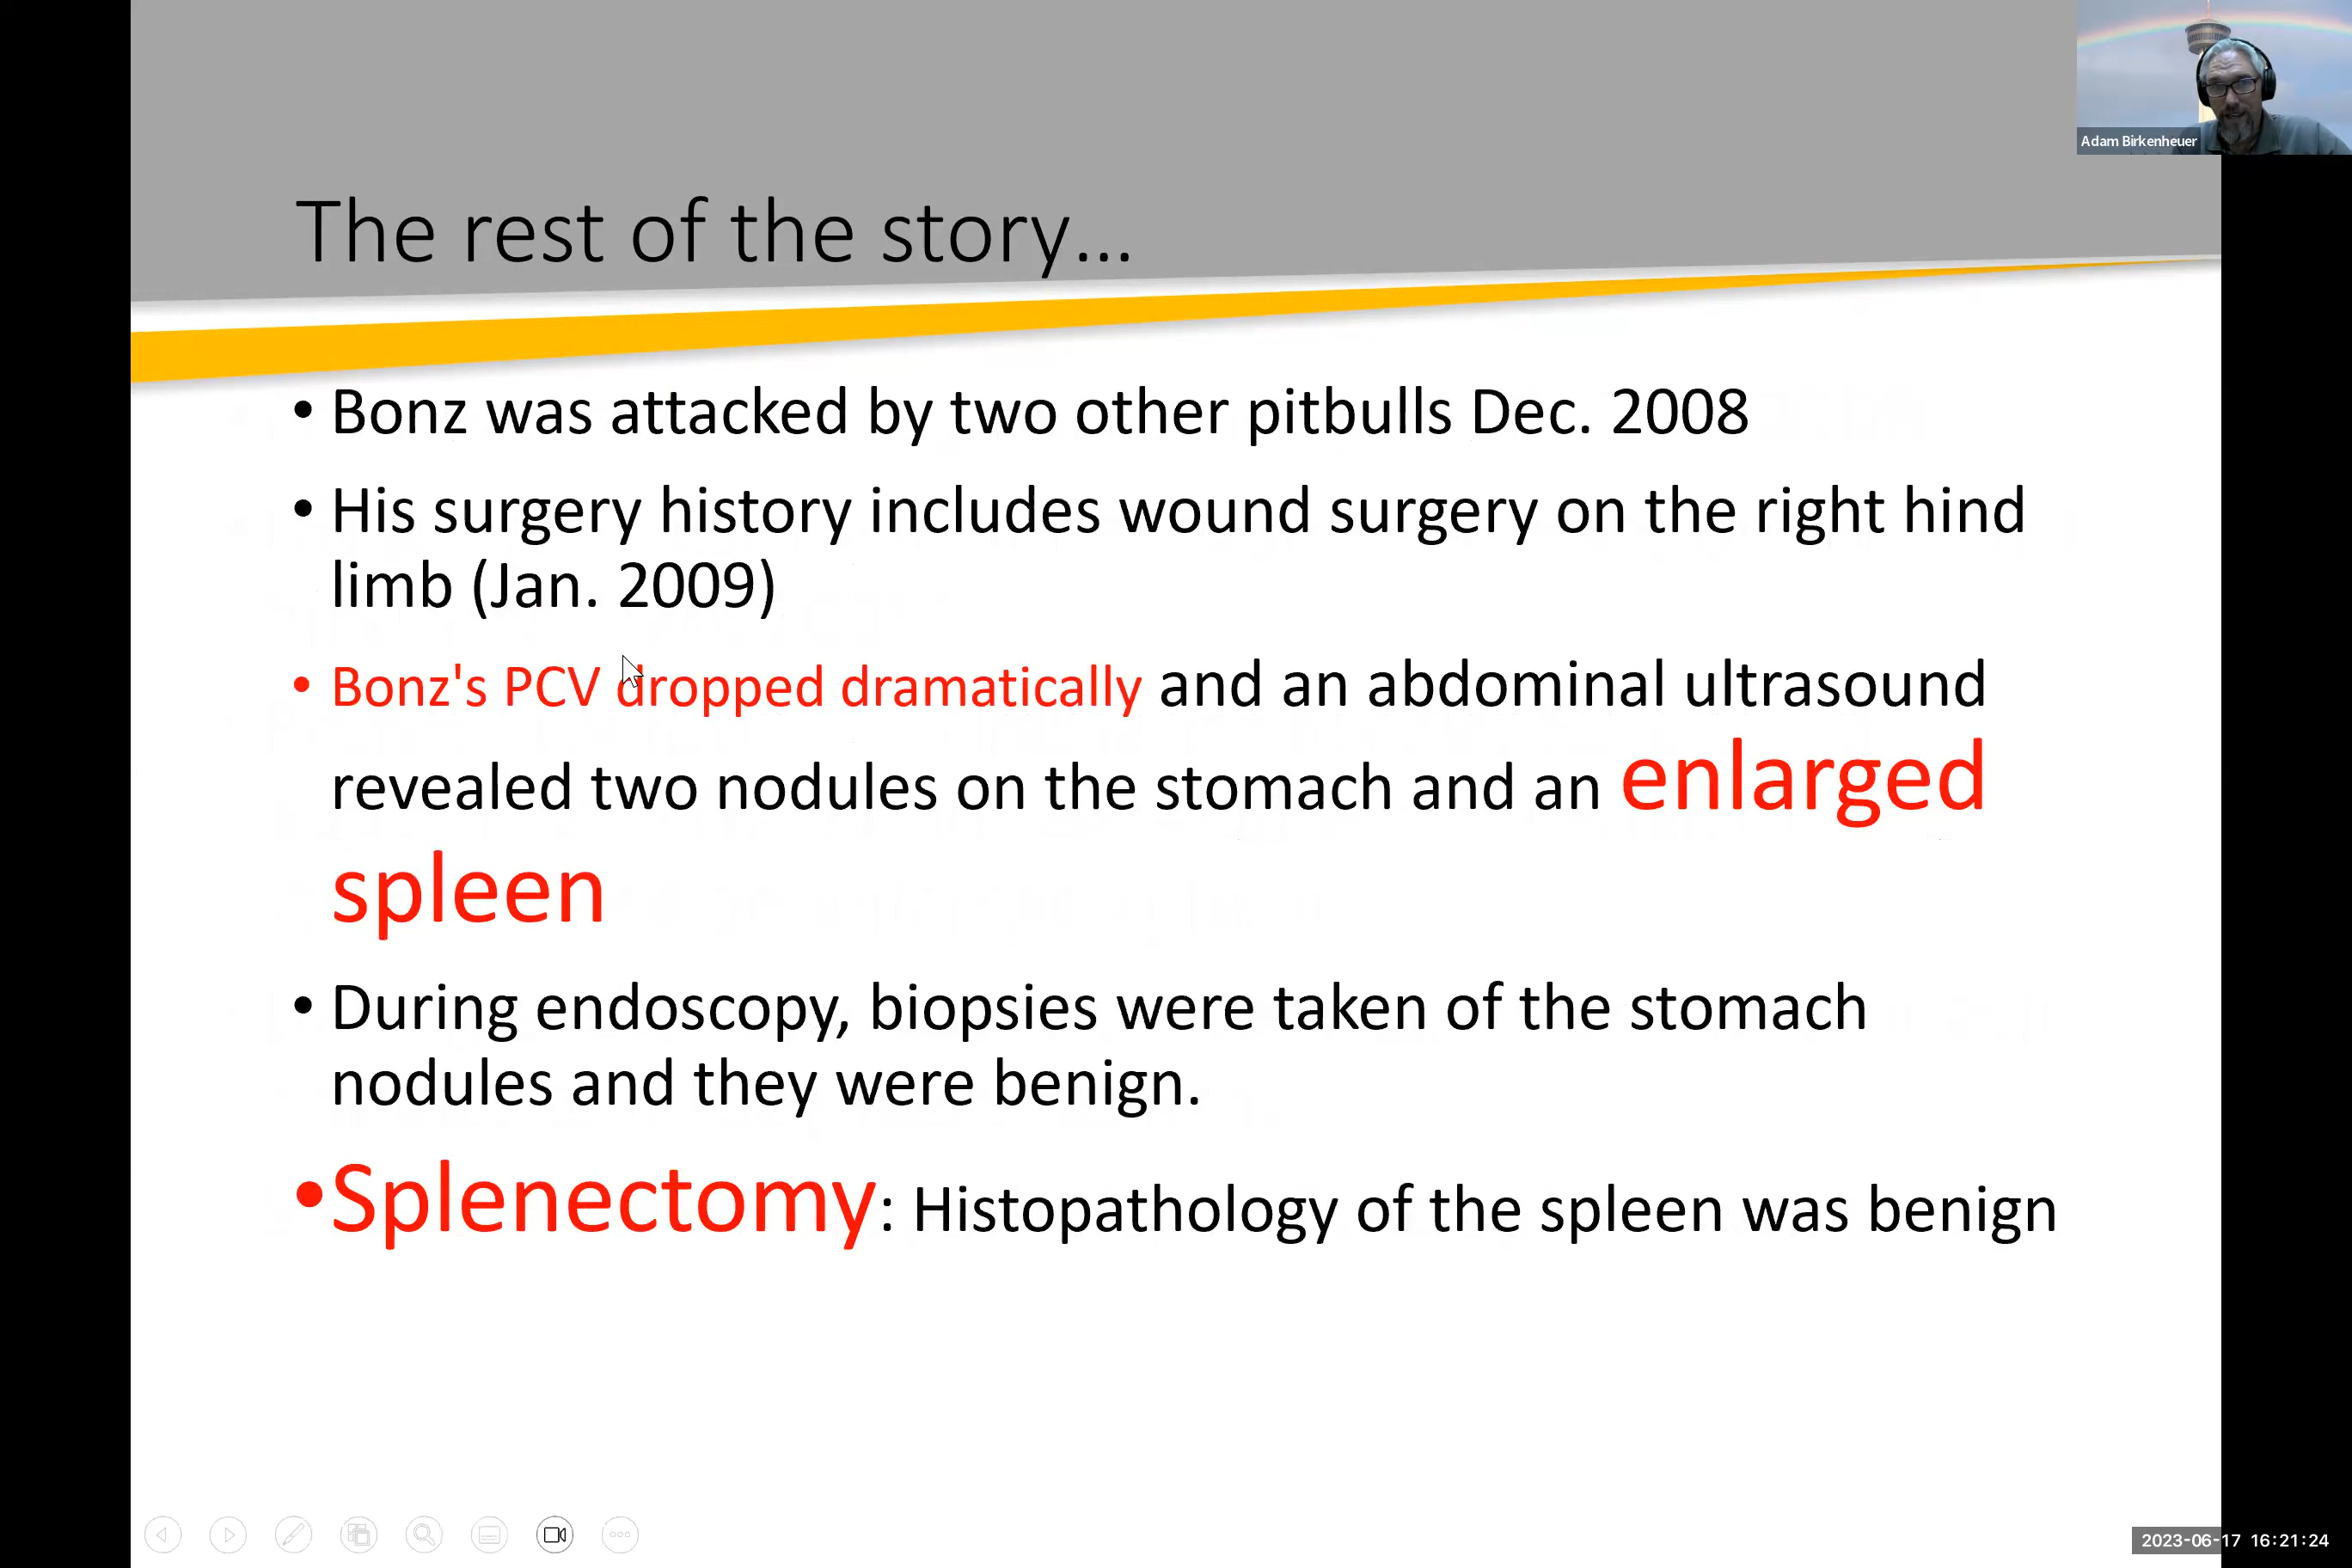 Adam Birkenheuer
The rest of the story...
• Bonz was attacked by two other pitbulls Dec. 2008
• His surgery history includes wound surgery on the right hind
limb (Jan. 2009)
• Bonz's PCV dropped dramatically and an abdominal ultrasound
revealed two nodules on the stomach and an enlarged
spleen
• During endoscopy, biopsies were taken of the stomach
nodules and they were benign.
• Splenectomy: Histopathology of the spleen was benign
2023-06-17 16:21:24